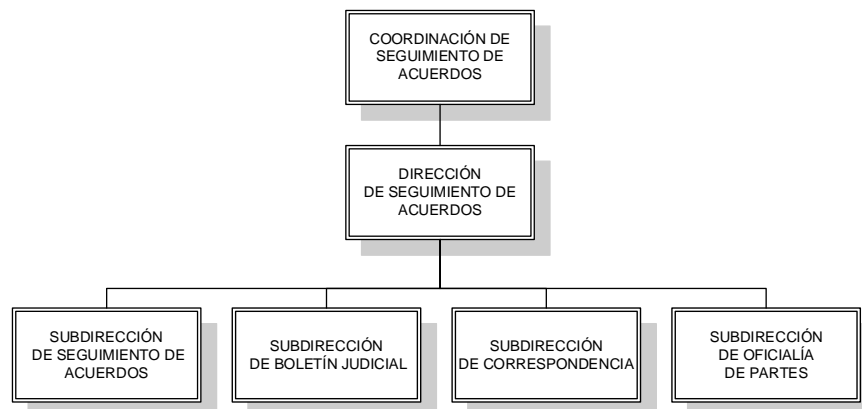 COORDINACIÓN DE
SEGUIMIENTO DE
ACUERDOS
DIRECCIÓN
DE SEGUIMIENTO DE
ACUERDOS
SUBDIRECCIÓN
DE SEGUIMIENTO DE
ACUERDOS
SUBDIRECCIÓN
DE BOLETÍN JUDICIAL
SUBDIRECCIÓN
DE CORRESPONDENCIA
SUBDIRECCIÓN
DE OFICIALÍA
DE PARTES